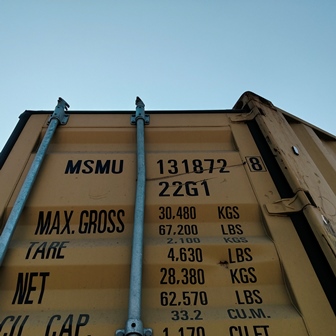 MSMU 131872 8
22G1
MAX. GROSS 30,480 KGS
67,200 LBS
TARE 2,100 KGS
4,630 LBS
NET 28,380 KGS
62,570 LBS
CU. CAP. 33.2 CU.M.
1,170 CU.FT.